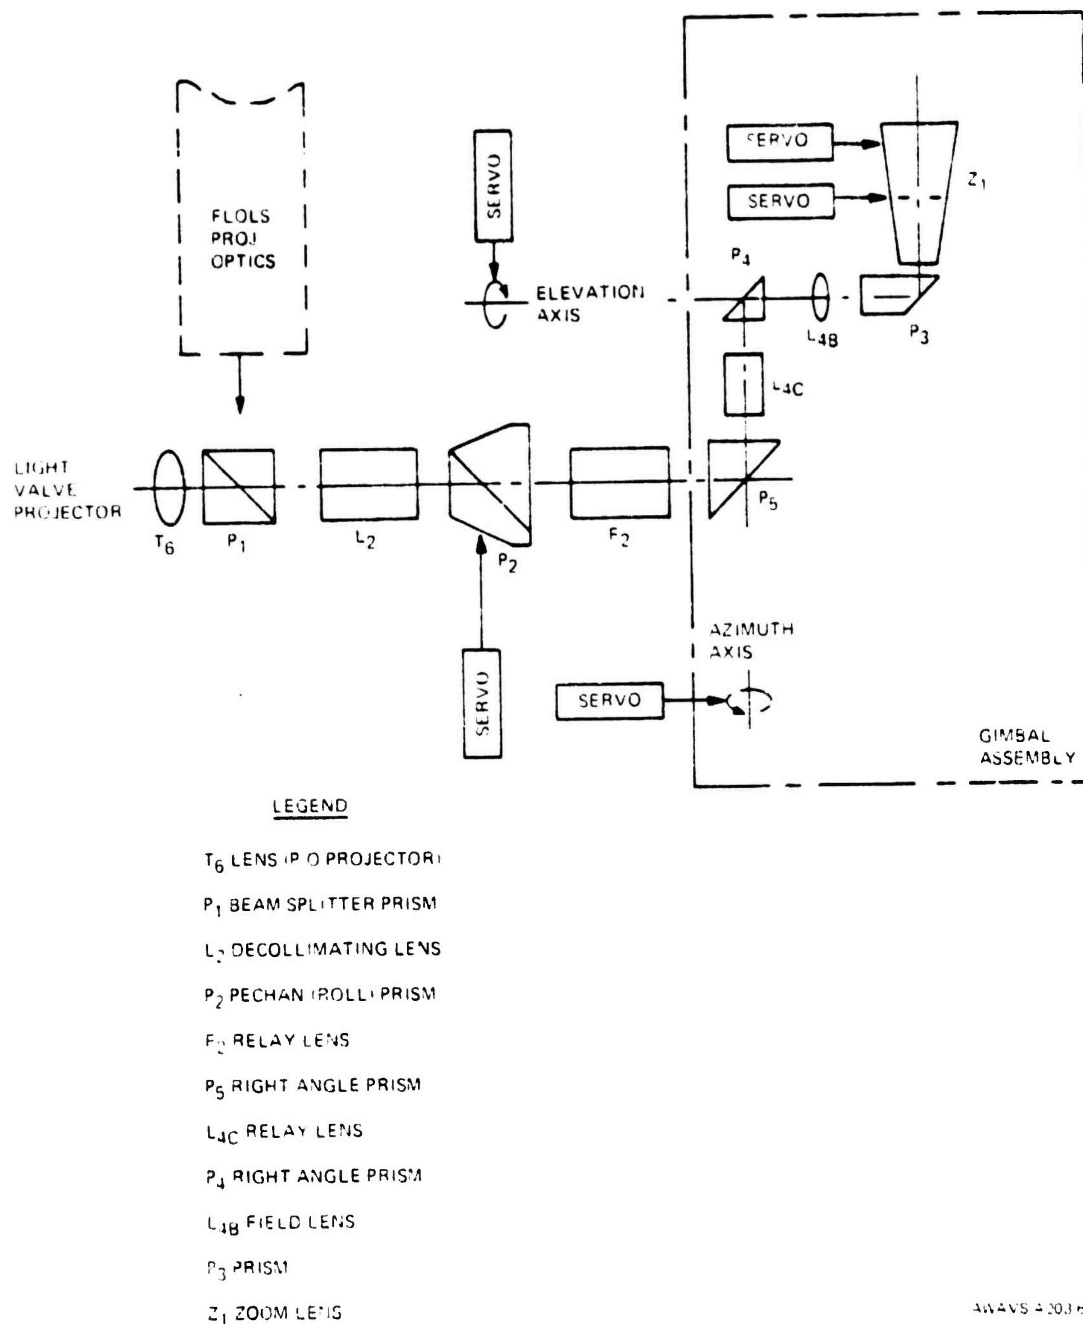 FLOLS
PROJ
OPTICS
SERVO
SERVO
SERVO
Z1
P4
ELEVATION
AXIS
L4B
P3
L4C
LIGHT
VALVE
PROJECTOR
T6
P1
L2
P2
F2
P5
SERVO
AZIMUTH
AXIS
SERVO
GIMBAL
ASSEMBLY
LEGEND
T6 LENS (P O PROJECTOR)
P1 BEAM SPLITTER PRISM
L2 DECOLLIMATING LENS
P2 PECHAN (ROLL) PRISM
F2 RELAY LENS
P5 RIGHT ANGLE PRISM
L4C RELAY LENS
P4 RIGHT ANGLE PRISM
L4B FIELD LENS
P3 PRISM
Z1 ZOOM LENS
AWAVS